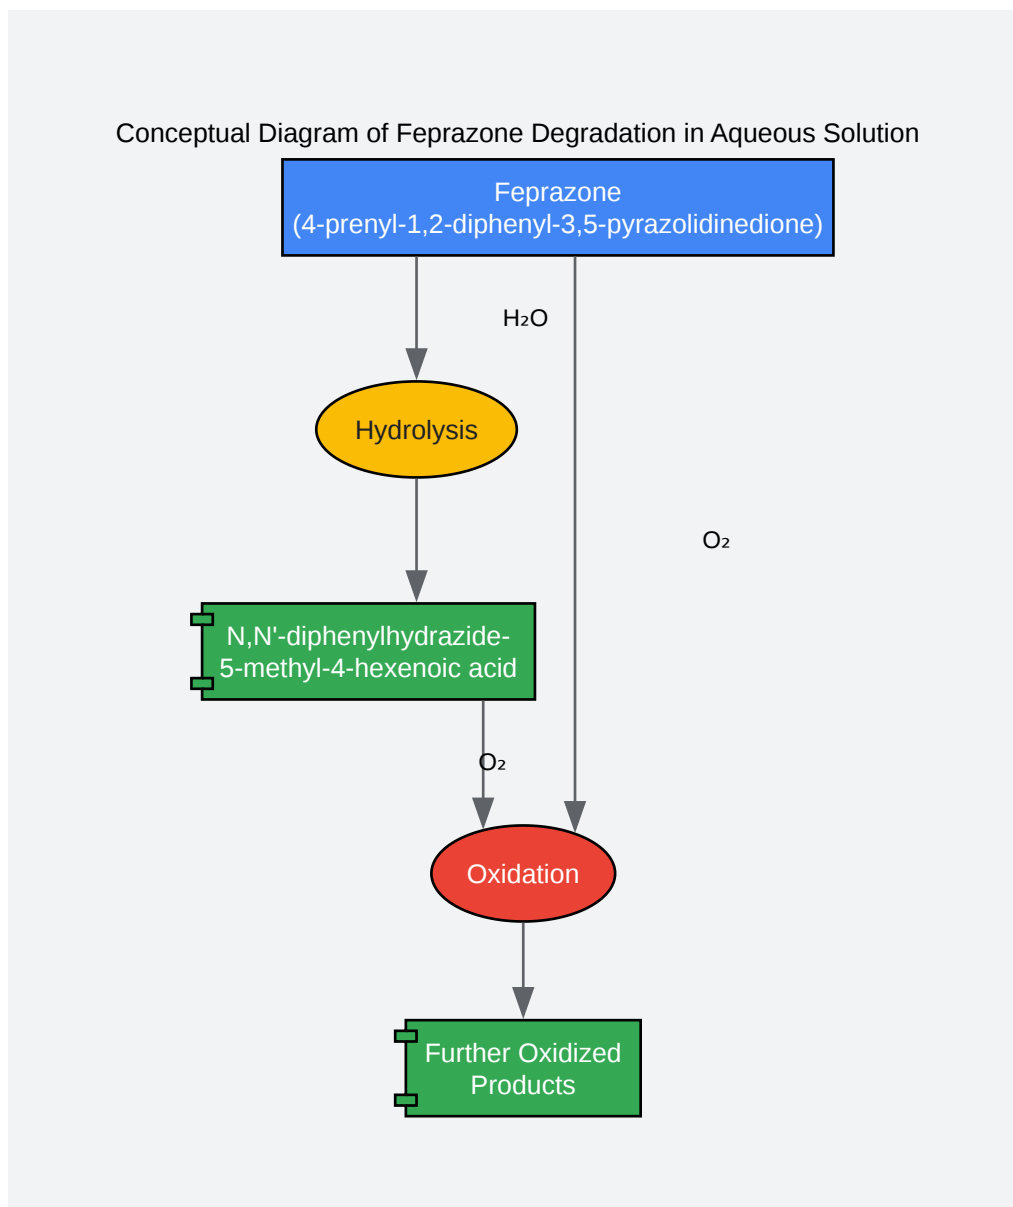 Conceptual Diagram of Feprazone Degradation in Aqueous Solution
Feprazone
(4-prenyl-1,2-diphenyl-3,5-pyrazolidinedione)
H₂O
Hydrolysis
O₂
N,N'-diphenylhydrazide-
5-methyl-4-hexenoic acid
O₂
Oxidation
Further Oxidized
Products